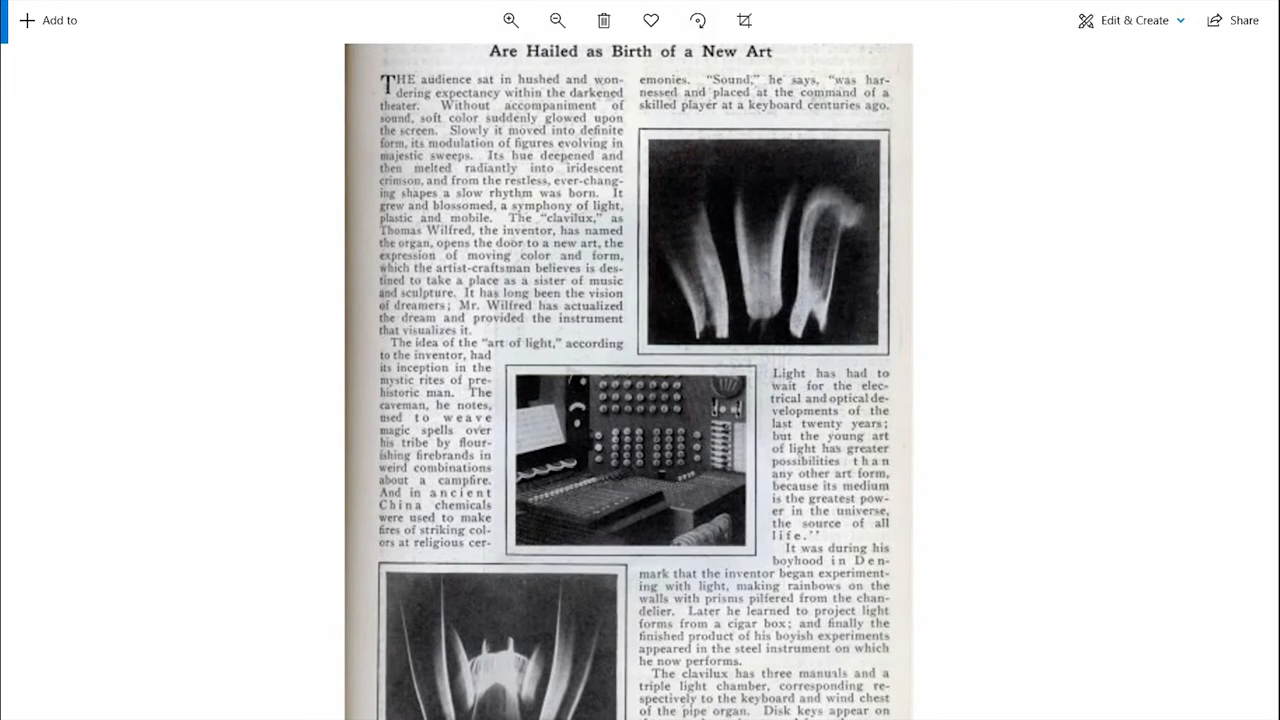 Add to
Edit & Create
Share
Are Hailed as Birth of a New Art
THE audience sat in hushed and won-
dering expectancy within the darkened
theater. Without accompaniment of
sound, soft color suddenly glowed upon
the screen. Slowly it moved into definite
form, its modulation of figures evolving in
majestic sweeps. Its hue deepened and
then melted radiantly into iridescent
crimson, and from the restless, ever-chang-
ing shapes a slow rhythm was born. It
grew and blossomed, a symphony of light,
plastic and mobile. The "clavilux," as
Thomas Wilfred, the inventor, has named
the organ, opens the door to a new art, the
expression of moving color and form,
which the artist-craftsman believes is des-
tined to take a place as a sister of music
and sculpture. It has long been the vision
of dreamers; Mr. Wilfred has actualized
the dream and provided the instrument
that visualizes it.
The idea of the "art of light," according
to the inventor, had
its inception in the
mystic rites of pre-
historic man. The
caveman, he notes,
used to weave
magic spells over
his tribe by flour-
ishing firebrands in
weird combinations
about a campfire.
And in ancient
China chemicals
were used to make
fires of striking col-
ors at religious cer-
emonies. "Sound," he says, "was har-
nessed and placed at the command of a
skilled player at a keyboard centuries ago.
Light has had to
wait for the elec-
trical and optical de-
velopments of the
last twenty years;
but the young art
of light has greater
possibilities than
any other art form,
because its medium
is the greatest pow-
er in the universe,
the source of all
life."
It was during his
boyhood in Den-
mark that the inventor began experiment-
ing with light, making rainbows on the
walls with prisms pilfered from the chan-
delier. Later he learned to project light
forms from a cigar box; and finally the
finished product of his boyish experiments
appeared in the steel instrument on which
he now performs.
The clavilux has three manuals and a
triple light chamber, corresponding re-
spectively to the keyboard and wind chest
of the pipe organ. Disk keys appear on